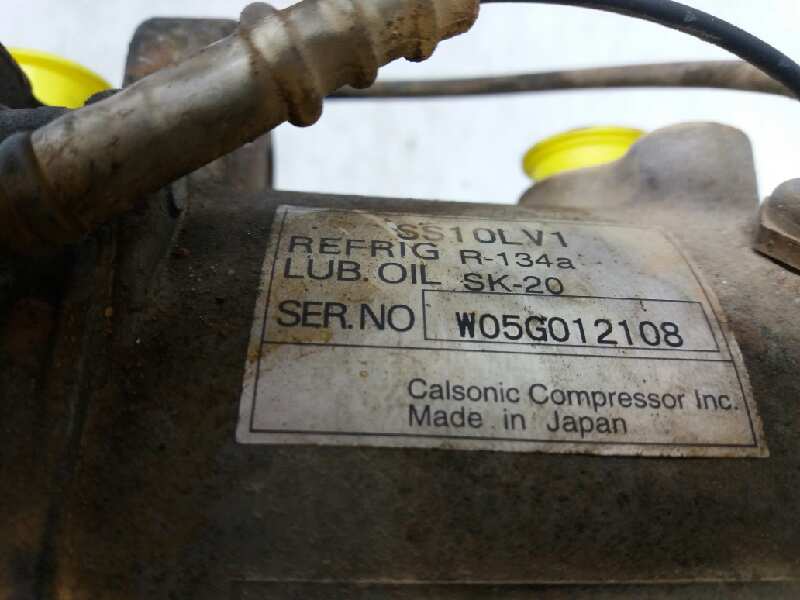 SS10LV1
REFRIG R-134a
LUB. OIL SK-20
SER. NO W05G012108
Calsonic Compressor Inc.
Made in Japan